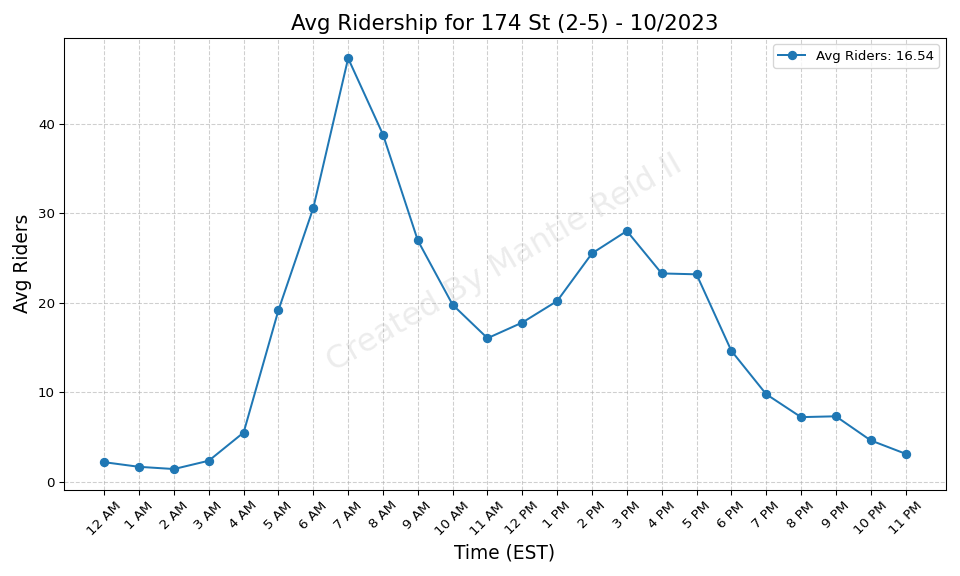 Avg Ridership for 174 St (2-5) - 10/2023
Avg Riders: 16.54
Avg Riders
40
30
20
10
0
Created By Mantie Reid II
12 AM
1 AM
2 AM
3 AM
4 AM
5 AM
6 AM
7 AM
8 AM
9 AM
10 AM
11 AM
12 PM
1 PM
2 PM
3 PM
4 PM
5 PM
6 PM
7 PM
8 PM
9 PM
10 PM
11 PM
Time (EST)